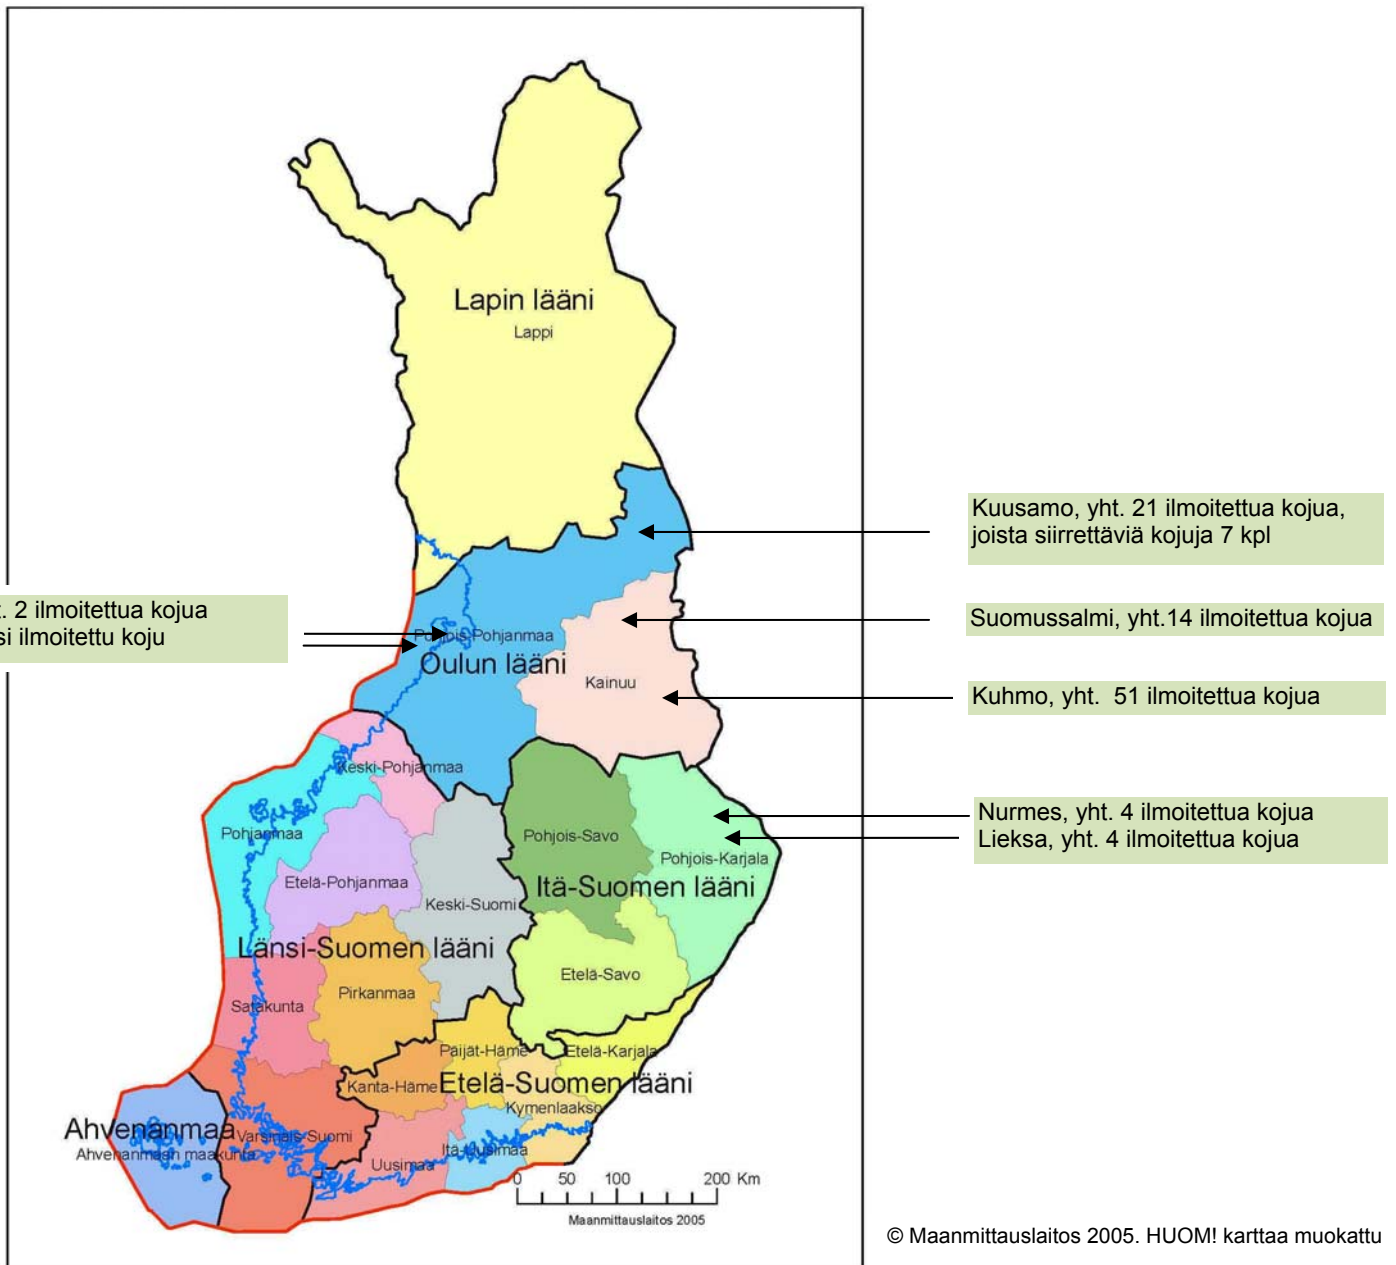 Lapin lääni
Lappi
Kuusamo, yht. 21 ilmoitettua kojua,
joista siirrettäviä kojuja 7 kpl
2 ilmoitettua kojua
ilmoitettu koju
Suomussalmi, yht.14 ilmoitettua kojua
Pohjois-Pohjanmaa
Oulun lääni
Kainuu
Kuhmo, yht. 51 ilmoitettua kojua
Keski-Pohjanmaa
Nurmes, yht. 4 ilmoitettua kojua
Lieksa, yht. 4 ilmoitettua kojua
Pohjanmaa
Pohjois-Savo
Pohjois-Karjala
Etelä-Pohjanmaa
Itä-Suomen lääni
Keski-Suomi
Länsi-Suomen lääni
Etelä-Savo
Pirkanmaa
Satakunta
Päijät-Häme
Etelä-Karjala
Kanta-Häme
Etelä-Suomen lääni
Kymenlaakso
Ahvenanmaa
Varsinais-Suomi
Ahvenanmaan maakunta
Itä-Uusimaa
Uusimaa
0 50 100 200 Km
Maanmittauslaitos 2005
© Maanmittauslaitos 2005. HUOM! karttaa muokattu